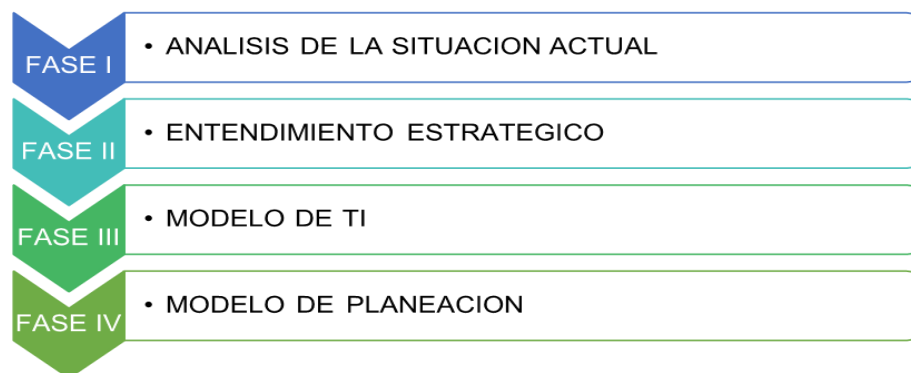 FASE I
• ANALISIS DE LA SITUACION ACTUAL
FASE II
• ENTENDIMIENTO ESTRATEGICO
FASE III
• MODELO DE TI
FASE IV
• MODELO DE PLANEACION